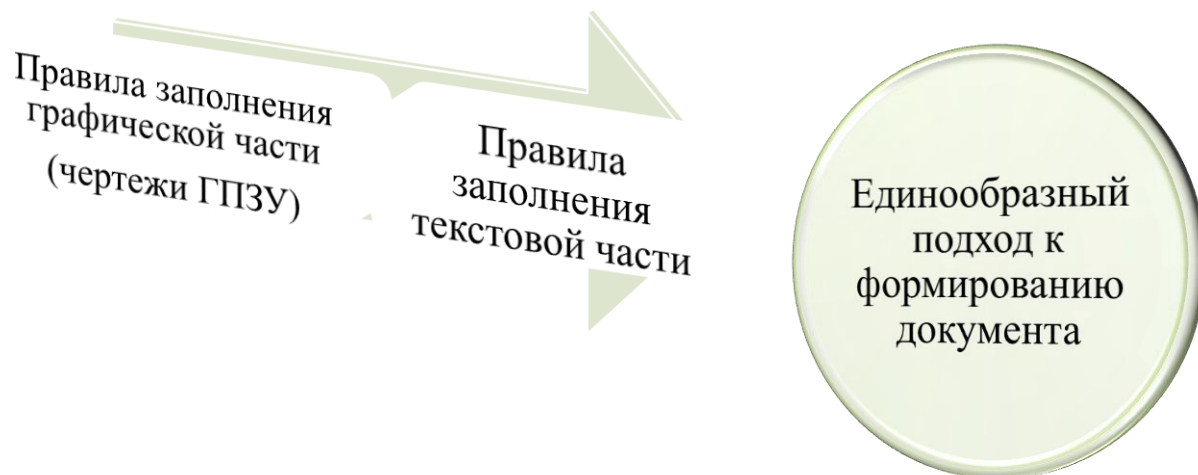 Правила заполнения
графической части
(чертежи ГПЗУ)
Правила
заполнения
текстовой части
Единообразный
подход к
формированию
документа